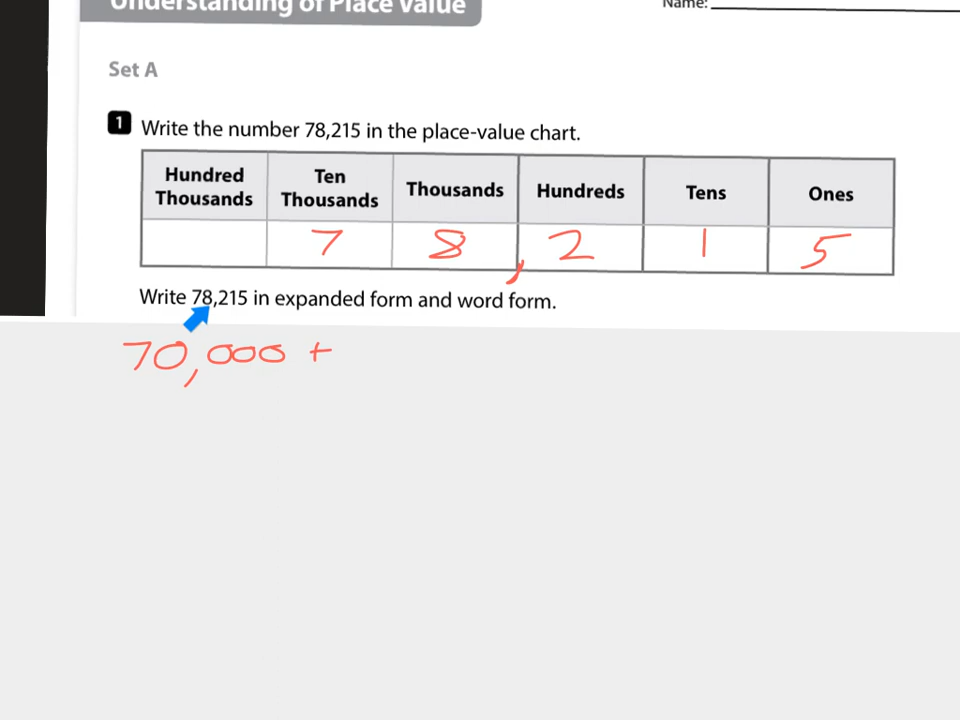 Understanding of Place Value
Name:
Set A
1 Write the number 78,215 in the place-value chart.
Hundred Thousands Ten Thousands Thousands Hundreds Tens Ones
7 8 , 2 1 5
Write 78,215 in expanded form and word form.
70,000 +